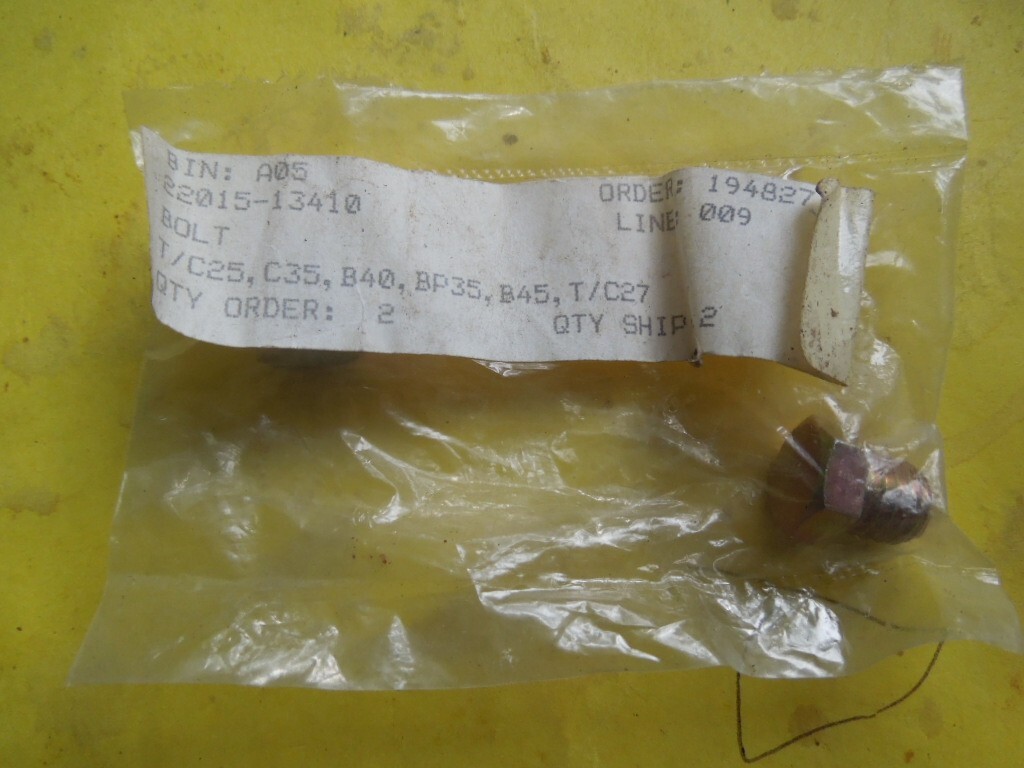 BIN: A05 ORDER: 194827
22015-13410 LINE: 009
BOLT
T/C25, C35, B40, BP35, B45, T/C27
QTY ORDER: 2 QTY SHIP 2